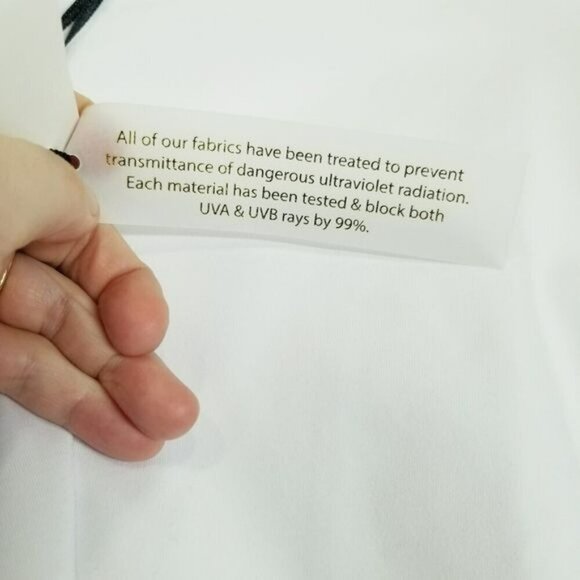 All of our fabrics have been treated to prevent
transmittance of dangerous ultraviolet radiation.
Each material has been tested & block both
UVA & UVB rays by 99%.